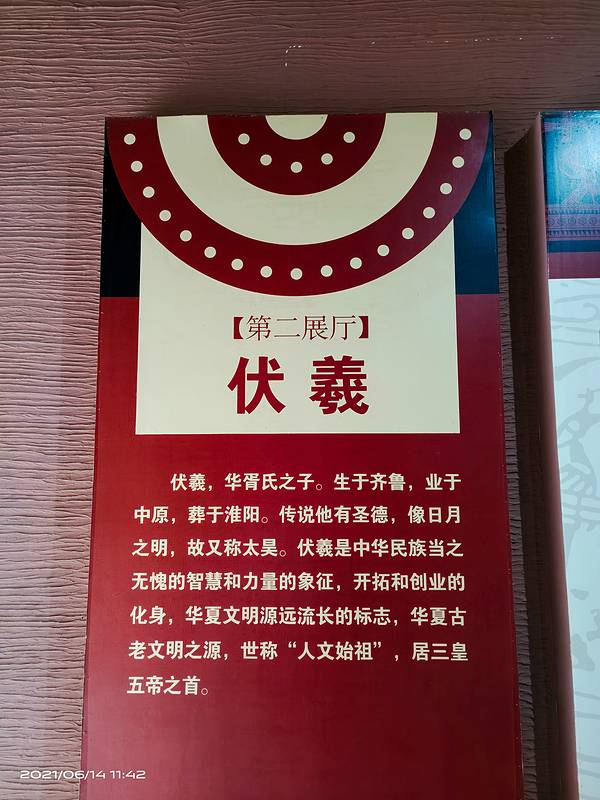 【第二展厅】
伏羲
伏羲，华胥氏之子。生于齐鲁，业于
中原，葬于淮阳。传说他有圣德，像日月
之明，故又称太昊。伏羲是中华民族当之
无愧的智慧和力量的象征，开拓和创业的
化身，华夏文明源远流长的标志，华夏古
老文明之源，世称“人文始祖”，居三皇
五帝之首。
2021/06/14 11:42